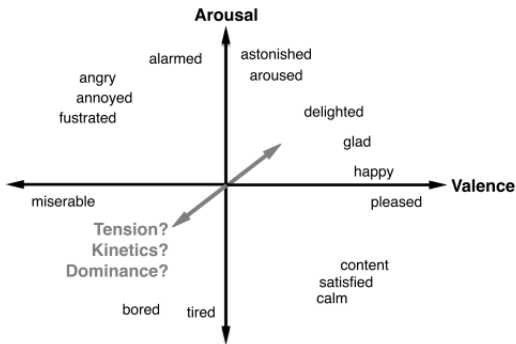 Arousal
alarmed
astonished
aroused
angry
annoyed
fustrated
delighted
glad
happy
Valence
miserable
pleased
Tension?
Kinetics?
Dominance?
content
satisfied
calm
bored
tired